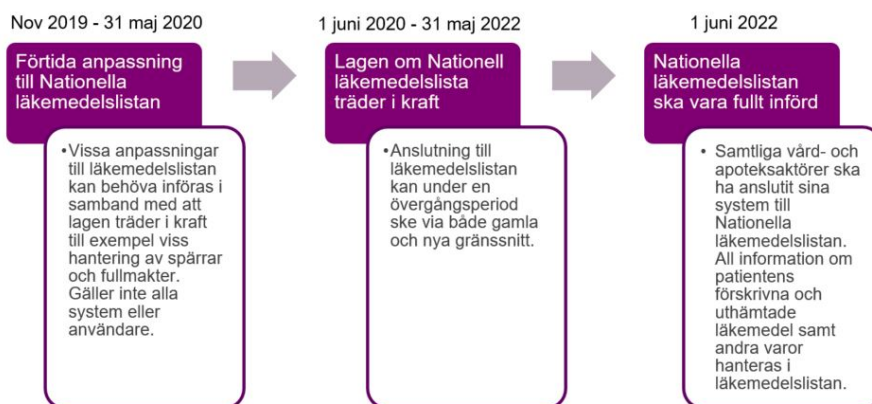 Nov 2019 - 31 maj 2020
Förtida anpassning
till Nationella
läkemedelslistan
•Vissa anpassningar
till läkemedelslistan
kan behöva införas i
samband med att
lagen träder i kraft
till exempel viss
hantering av spärrar
och fullmakter.
Gäller inte alla
system eller
användare.
1 juni 2020 - 31 maj 2022
Lagen om Nationell
läkemedelslista
träder i kraft
•Anslutning till
läkemedelslistan
kan under en
övergångsperiod
ske via både gamla
och nya gränssnitt.
1 juni 2022
Nationella
läkemedelslistan
ska vara fullt införd
• Samtliga vård- och
apoteksaktörer ska
ha anslutit sina
system till
Nationella
läkemedelslistan.
All information om
patientens
förskrivna och
uthämtade
läkemedel samt
andra varor
hanteras i
läkemedelslistan.